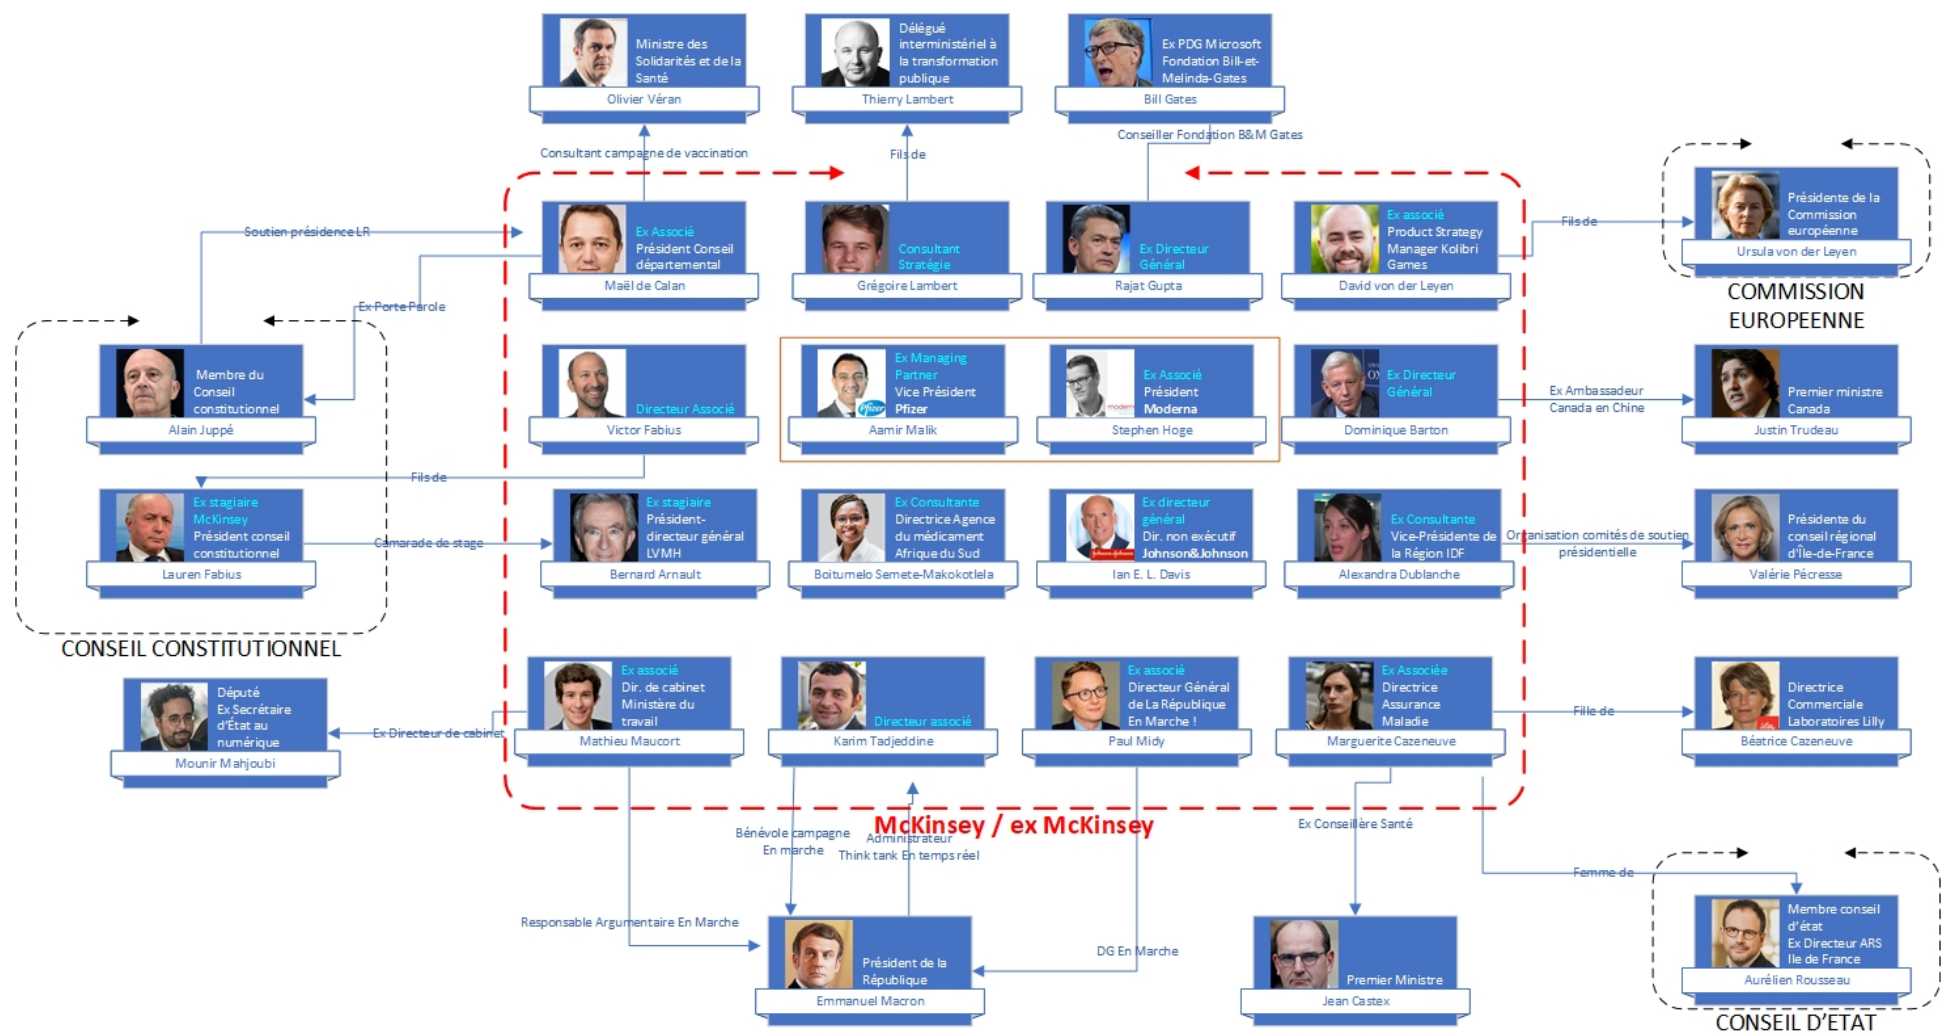 Ministre des
Solidarités et de la
Santé
Olivier Véran
Délégué
interministériel à
la transformation
publique
Thierry Lambert
Ex PDG Microsoft
Fondation Bill-et-
Melinda-Gates
Bill Gates
Consultant campagne de vaccination
Fils de
Conseiller Fondation B&M Gates
Soutien présidence LR
Ex Associé
Président Conseil
départemental
Maël de Calan
Consultant
Stratégie
Grégoire Lambert
Ex Directeur
Général
Rajat Gupta
Ex associé
Product Strategy
Manager Kolibri
Games
David von der Leyen
Fils de
Présidente de la
Commission
européenne
Ursula von der Leyen
COMMISSION
EUROPEENNE
Ex Porte Parole
Membre du
Conseil
constitutionnel
Alain Juppé
Directeur Associé
Victor Fabius
Ex Managing
Partner
Vice Président
Pfizer
Pfizer
Aamir Malik
Ex Associé
Président
Moderna
moderna
Stephen Hoge
Ex Directeur
Général
Dominique Barton
Ex Ambassadeur
Canada en Chine
Premier ministre
Canada
Justin Trudeau
Fils de
Ex stagiaire
McKinsey
Président conseil
constitutionnel
Lauren Fabius
Camarade de stage
Ex stagiaire
Président-
directeur général
LVMH
Bernard Arnault
Ex Consultante
Directrice Agence
du médicament
Afrique du Sud
Boitumelo Semete-Makokotlela
Ex directeur
général
Dir. non exécutif
Johnson&Johnson
Johnson&Johnson
Ian E. L. Davis
Ex Consultante
Vice-Présidente de
la Région IDF
Alexandra Dublanche
Organisation comités de soutien
présidentielle
Présidente du
conseil régional
d'Île-de-France
Valérie Pécresse
CONSEIL CONSTITUTIONNEL
Député
Ex Secrétaire
d'État au
numérique
Mounir Mahjoubi
Ex Directeur de cabinet
Ex associé
Dir. de cabinet
Ministère du
travail
Mathieu Maucort
Directeur associé
Karim Tadjeddine
Ex associé
Directeur Général
de La République
En Marche !
Paul Midy
Ex Associée
Directrice
Assurance
Maladie
Marguerite Cazeneuve
Fille de
Directrice
Commerciale
Laboratoires Lilly
Lilly
Béatrice Cazeneuve
McKinsey / ex McKinsey
Bénévole campagne
En marche
Administrateur
Think tank En temps réel
Ex Conseillère Santé
Femme de
Responsable Argumentaire En Marche
DG En Marche
Président de la
République
Emmanuel Macron
Premier Ministre
Jean Castex
Membre conseil
d'état
Ex Directeur ARS
Ile de France
Aurélien Rousseau
CONSEIL D'ETAT